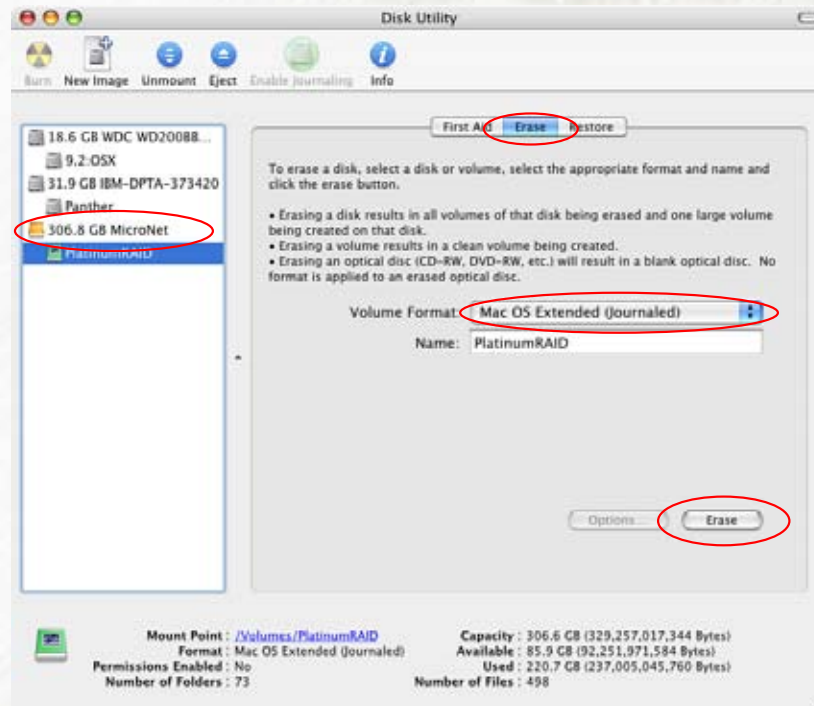 Disk Utility
Burn New Image Unmount Eject Enable Journaling Info
18.6 GB WDC WD200BB...
9.2:OSX
31.9 GB IBM-DPTA-373420
Panther
306.8 GB MicroNet
PlatinumRAID
First Aid Erase Restore
To erase a disk, select a disk or volume, select the appropriate format and name and
click the erase button.
• Erasing a disk results in all volumes of that disk being erased and one large volume
being created on that disk.
• Erasing a volume results in a clean volume being created.
• Erasing an optical disc (CD-RW, DVD-RW, etc.) will result in a blank optical disc. No
format is applied to an erased optical disc.
Volume Format: Mac OS Extended (Journaled)
Name: PlatinumRAID
Options... Erase
Mount Point : /Volumes/PlatinumRAID
Format : Mac OS Extended (Journaled)
Permissions Enabled : No
Number of Folders : 73
Capacity : 306.6 GB (329,257,017,344 Bytes)
Available : 85.9 GB (92,251,971,584 Bytes)
Used : 220.7 GB (237,005,045,760 Bytes)
Number of Files : 498